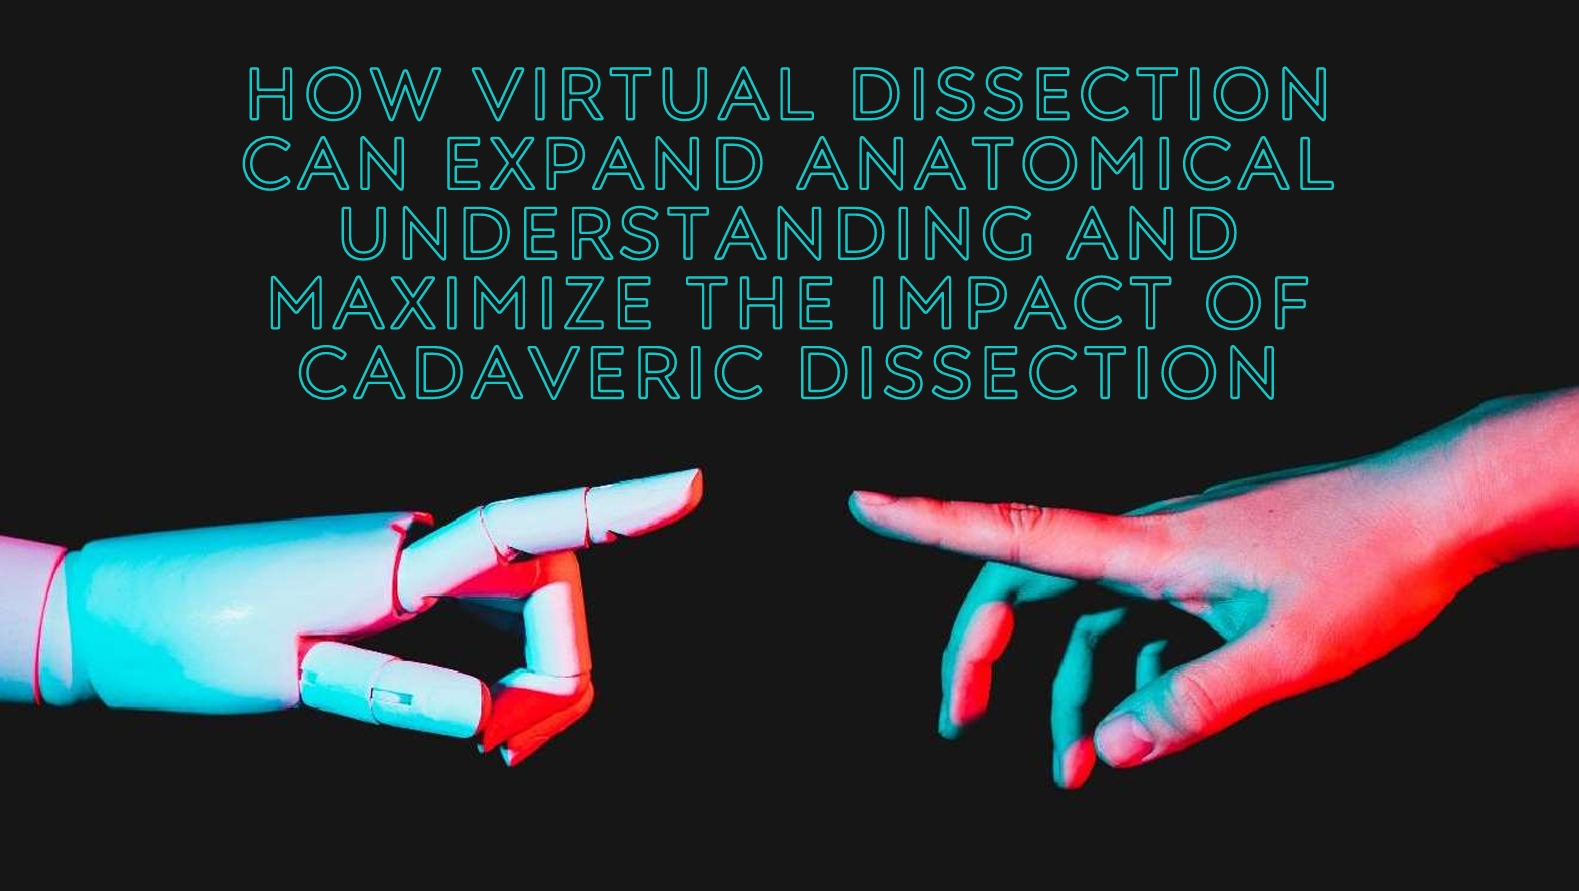 HOW VIRTUAL DISSECTION
CAN EXPAND ANATOMICAL
UNDERSTANDING AND
MAXIMIZE THE IMPACT OF
CADAVERIC DISSECTION